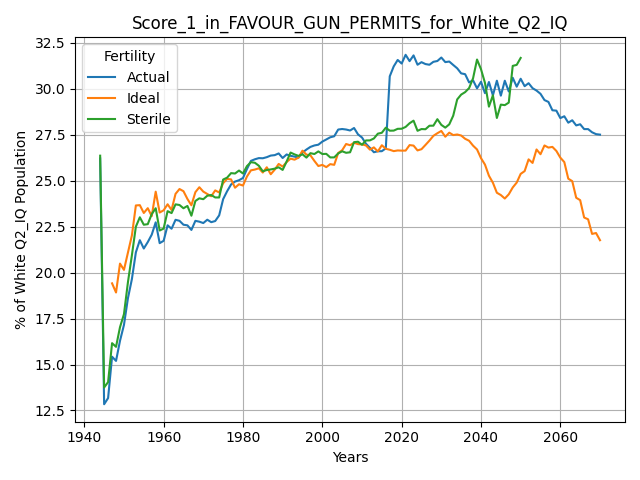 Score_1_in_FAVOUR_GUN_PERMITS_for_White_Q2_IQ
Fertility
Actual
Ideal
Sterile
% of White Q2_IQ Population
32.5
30.0
27.5
25.0
22.5
20.0
17.5
15.0
12.5
1940
1960
1980
2000
2020
2040
2060
Years